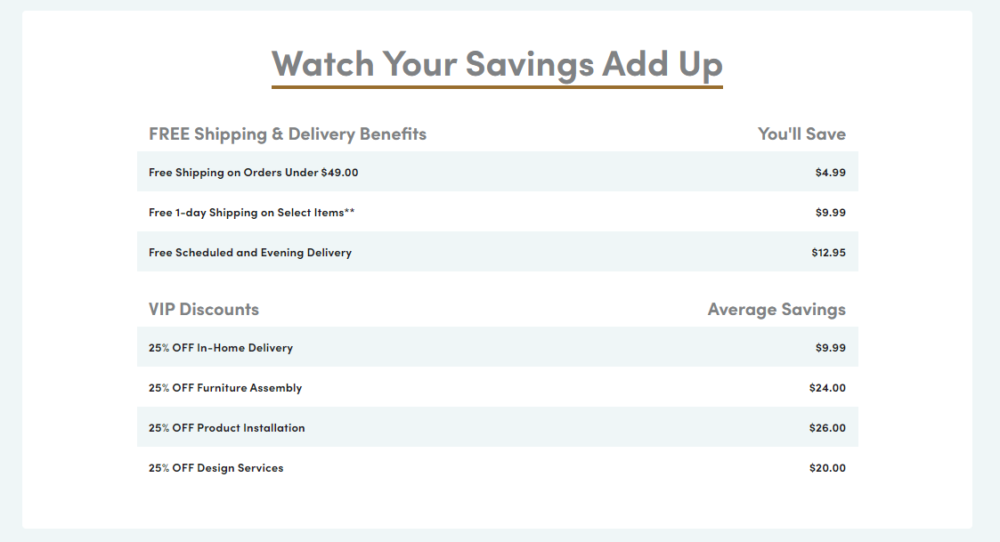 Watch Your Savings Add Up
FREE Shipping & Delivery Benefits You'll Save
Free Shipping on Orders Under $49.00 $4.99
Free 1-day Shipping on Select Items** $9.99
Free Scheduled and Evening Delivery $12.95
VIP Discounts Average Savings
25% OFF In-Home Delivery $9.99
25% OFF Furniture Assembly $24.00
25% OFF Product Installation $26.00
25% OFF Design Services $20.00